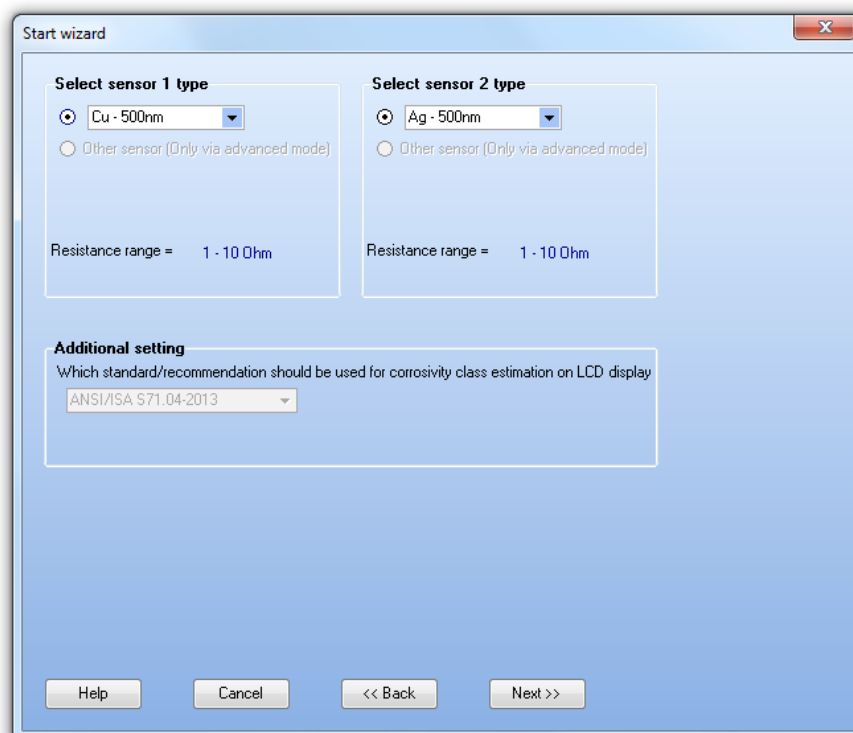 Start wizard
Select sensor 1 type
Cu - 500nm
Other sensor (Only via advanced mode)
Resistance range =
1 - 10 Ohm
Select sensor 2 type
Ag - 500nm
Other sensor (Only via advanced mode)
Resistance range =
1 - 10 Ohm
Additional setting
Which standard/recommendation should be used for corrosivity class estimation on LCD display
ANSI/ISA S71.04-2013
Help
Cancel
<< Back
Next >>